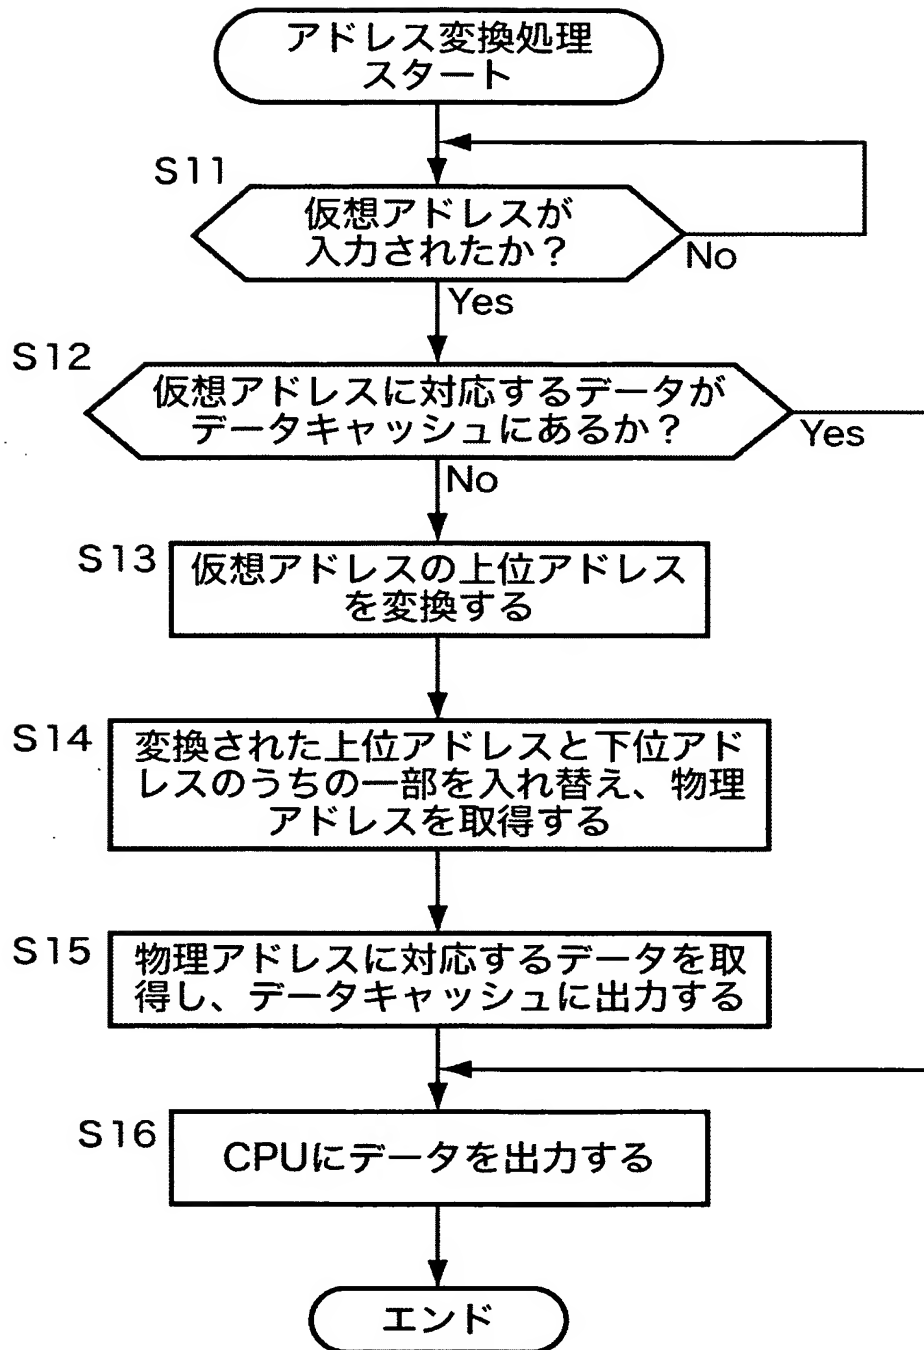 アドレス変換処理
スタート
S11
仮想アドレスが
入力されたか？
No
Yes
S12
仮想アドレスに対応するデータが
データキャッシュにあるか？
Yes
No
S13
仮想アドレスの上位アドレス
を変換する
S14
変換された上位アドレスと下位アド
レスのうちの一部を入れ替え、物理
アドレスを取得する
S15
物理アドレスに対応するデータを取
得し、データキャッシュに出力する
S16
CPUにデータを出力する
エンド